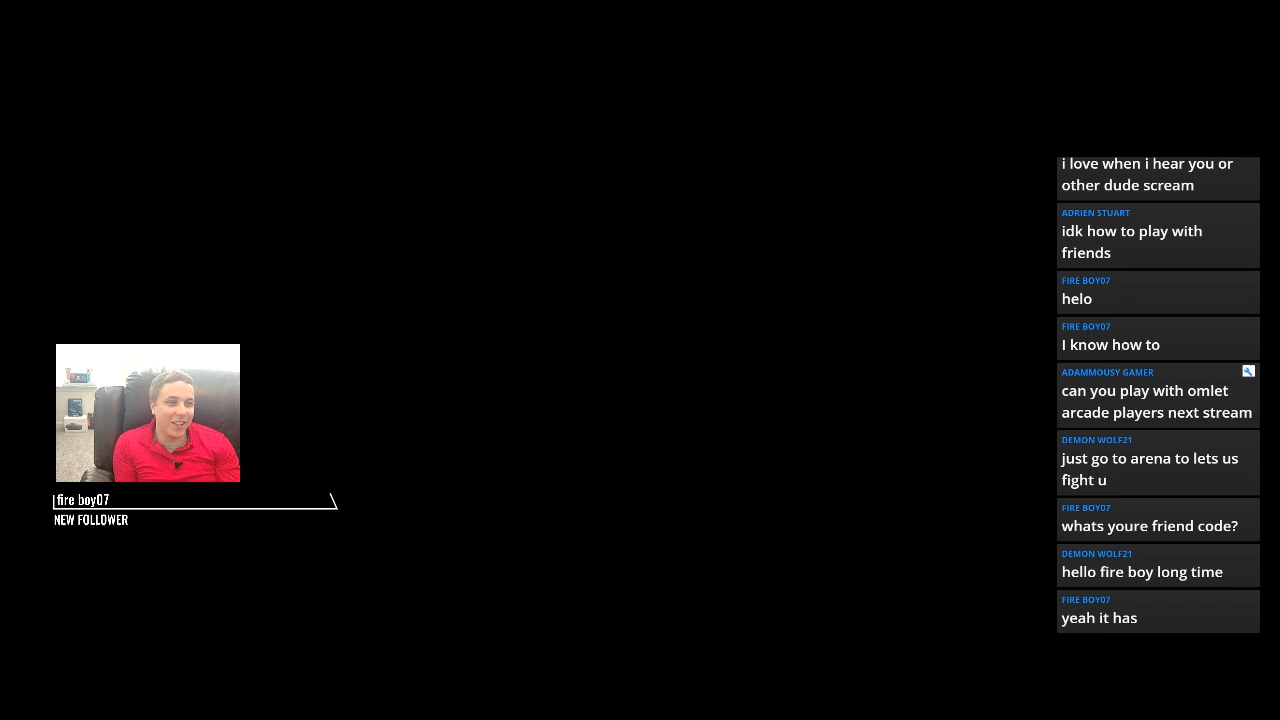 i love when i hear you or
other dude scream
ADRIEN STUART
idk how to play with
friends
FIRE BOY07
helo
FIRE BOY07
I know how to
ADAMMOUSY GAMER
can you play with omlet
arcade players next stream
DEMON WOLF21
just go to arena to lets us
fight u
FIRE BOY07
whats youre friend code?
DEMON WOLF21
hello fire boy long time
FIRE BOY07
yeah it has
fire boy07
NEW FOLLOWER